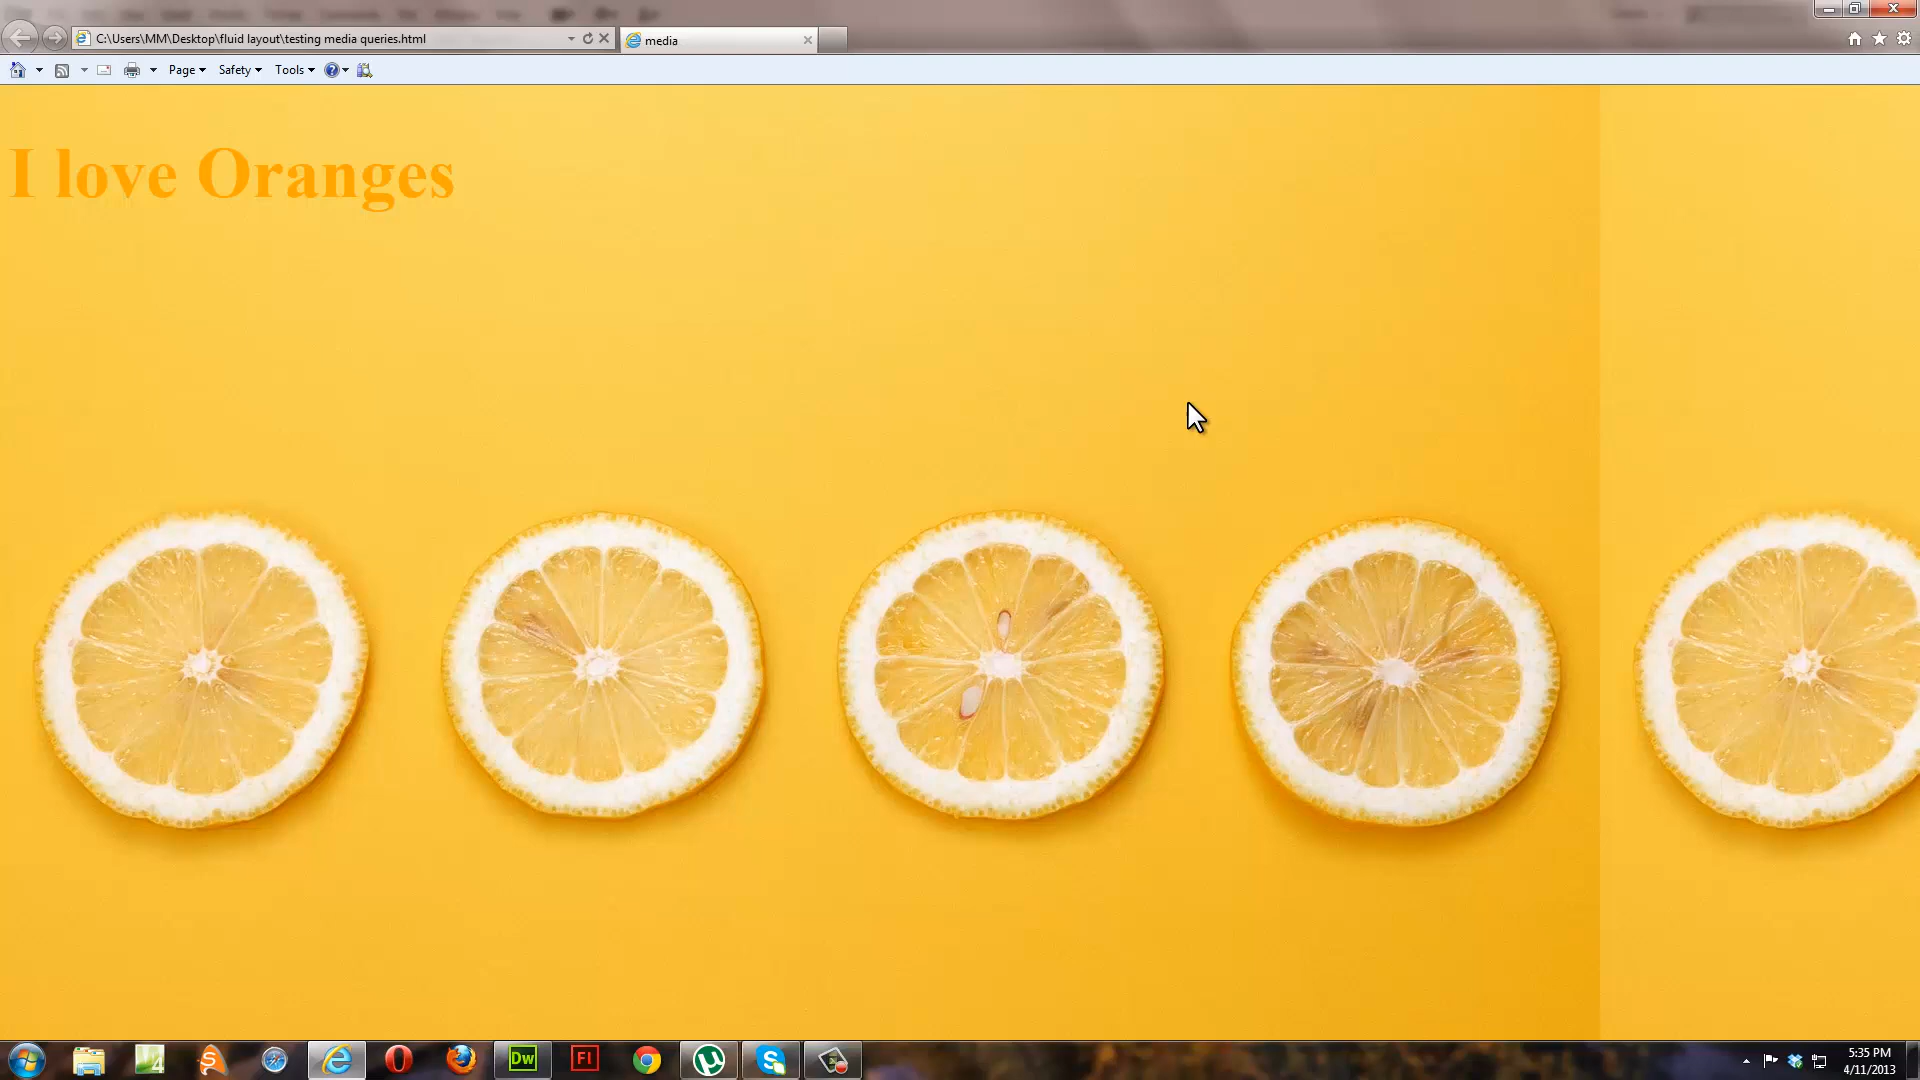 C:\Users\MM\Desktop\fluid layout\testing media queries.html
media
Page
Safety
Tools
I love Oranges
4
S
Dw
Fl
5:35 PM
4/11/2013